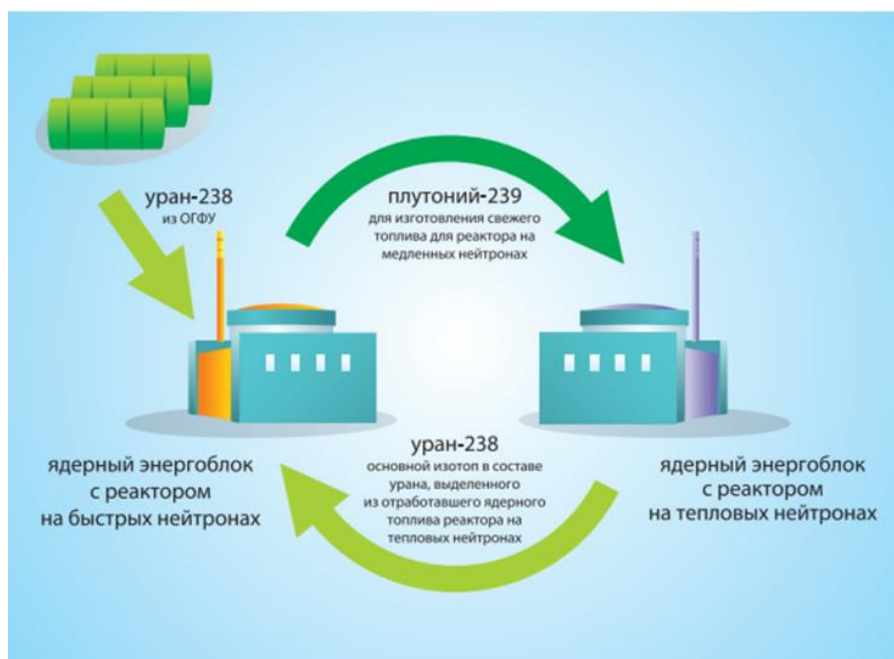 уран-238
из ОГФУ
плутоний-239
для изготовления свежего
топлива для реактора на
медленных нейтронах
уран-238
основной изотоп в составе
урана, выделенного
из отработавшего ядерного
топлива реактора на
тепловых нейтронах
ядерный энергоблок
с реактором
на быстрых нейтронах
ядерный энергоблок
с реактором
на тепловых нейтронах